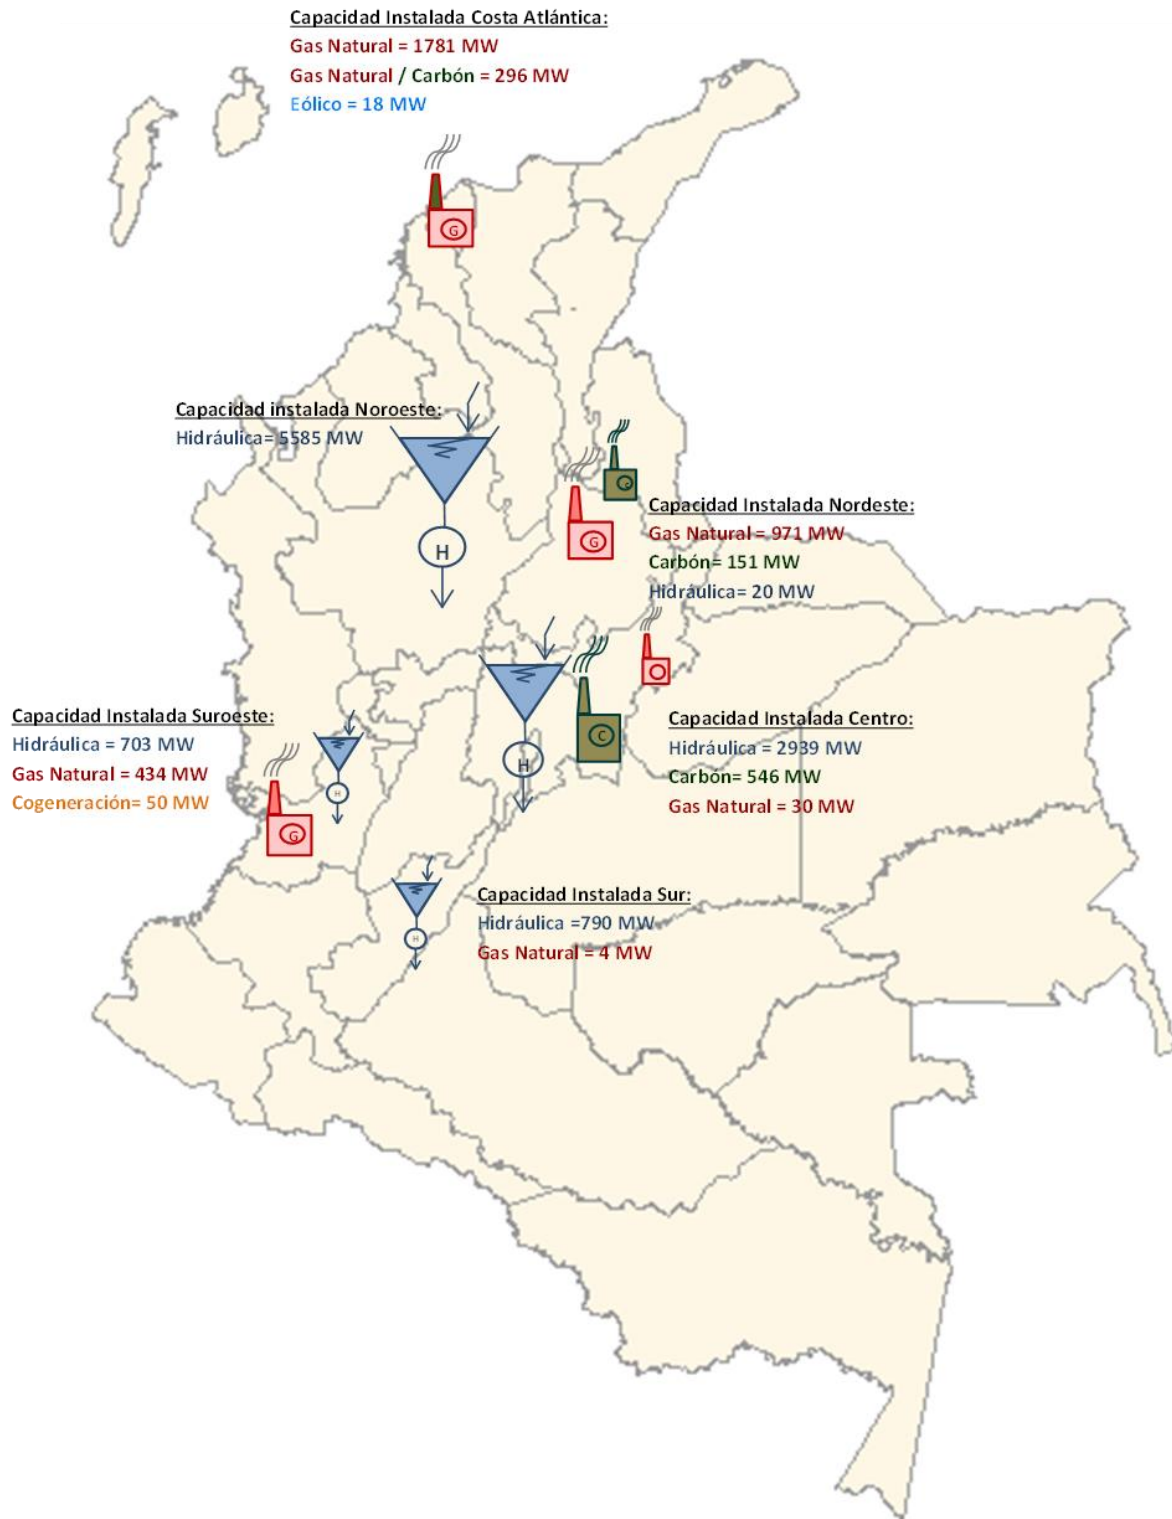 Capacidad Instalada Costa Atlántica:
Gas Natural = 1781 MW
Gas Natural / Carbón = 296 MW
Eólico = 18 MW
G
Capacidad instalada Noroeste:
Hidráulica= 5585 MW
H
C
G
Capacidad Instalada Nordeste:
Gas Natural = 971 MW
Carbón= 151 MW
Hidráulica= 20 MW
Capacidad Instalada Suroeste:
Hidráulica = 703 MW
Gas Natural = 434 MW
Cogeneración= 50 MW
H
G
H
C
Capacidad Instalada Centro:
Hidráulica = 2939 MW
Carbón= 546 MW
Gas Natural = 30 MW
Capacidad Instalada Sur:
Hidráulica =790 MW
Gas Natural = 4 MW
H